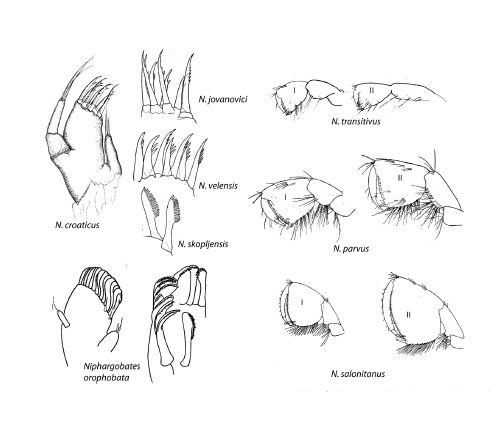 N. jovanovici
I
II
N. transitivus
N. velensis
I
II
N. croaticus
N. skopljensis
N. parvus
I
II
Niphargobates
orophobata
N. salonitanus